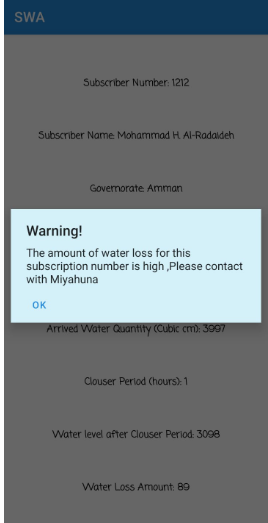 SWA
Subscriber Number: 1212
Subscriber Name: Mohammad H. Al-Radaideh
Governorate: Amman
Warning!
The amount of water loss for this
subscription number is high ,Please contact
with Miyahuna
OK
Arrived Water Quantity (Cubic cm): 3997
Clouser Period (hours): 1
Water level after Clouser Period: 3098
Water Loss Amount: 89